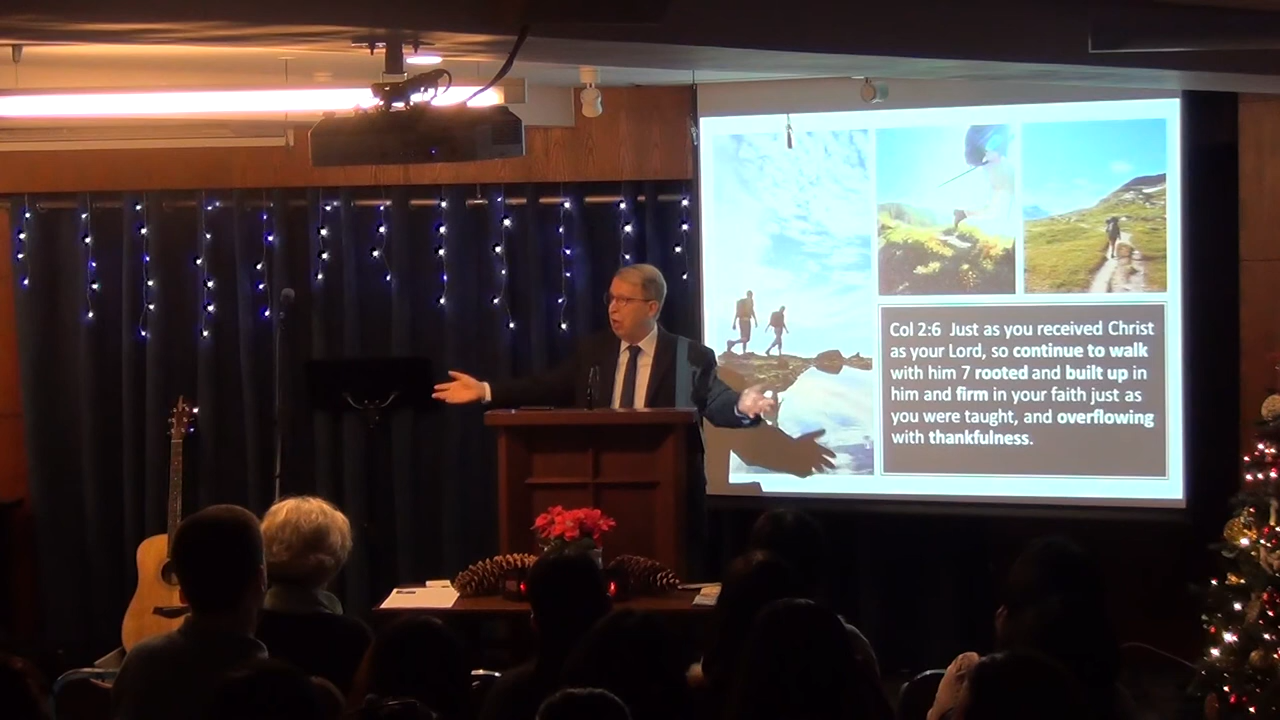 Col 2:6  Just as you received Christ
as your Lord, so continue to walk
with him 7 rooted and built up in
him and firm in your faith just as
you were taught, and overflowing
with thankfulness.